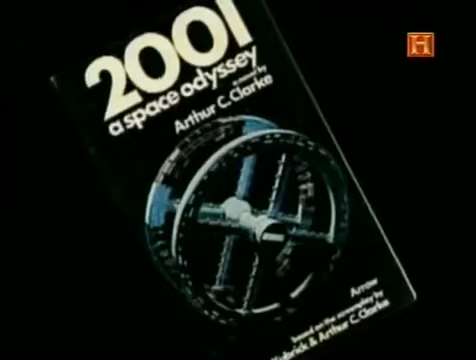 2001
a space odyssey
a novel by
Arthur C. Clarke
H
Arrow
based on the screenplay by
Kubrick & Arthur C. Clarke